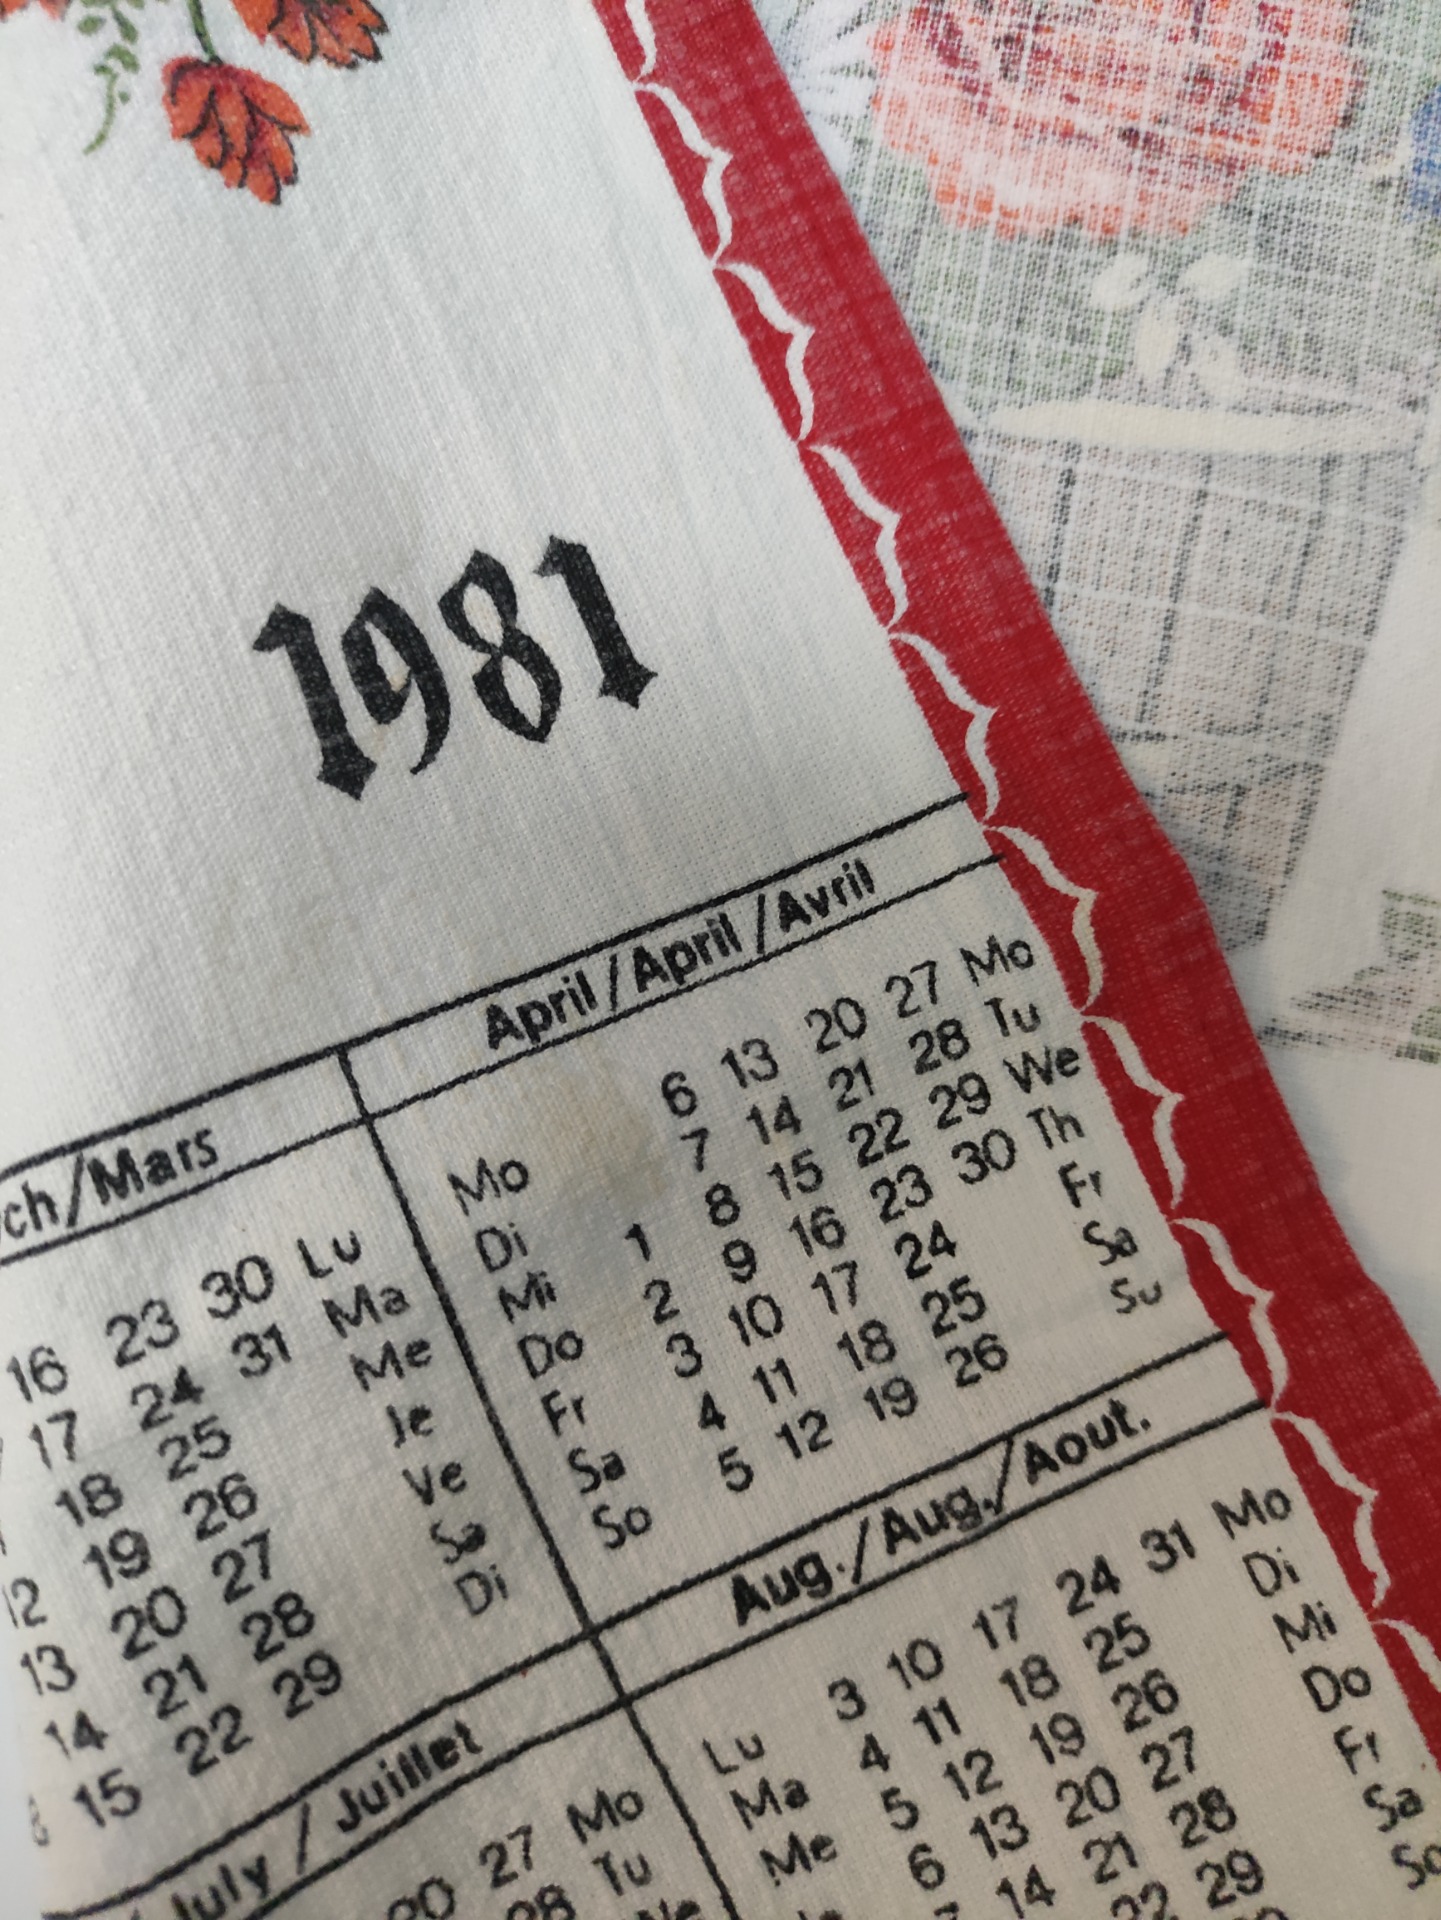 1981
/Mars
April/April/Avril
16 23 30 Lu
17 24 31 Ma
18 25 Me
12 19 26 Je
13 20 27 Ve
14 21 28 Sa
15 22 29 Di
Mo 6 13 20 27 Mo
Di 7 14 21 28 Tu
Mi 1 8 15 22 29 We
Do 2 9 16 23 30 Th
Fr 3 10 17 24 Fr
Sa 4 11 18 25 Sa
So 5 12 19 26 Su
July/Juillet
Aug./Aug./Aout.
20 27 Mo
28 Tu
Lu 3 10 17 24 31 Mo
Ma 4 11 18 25 Di
Me 5 12 19 26 Mi
6 13 20 27 Do
14 21 28 Fr
22 29 Sa